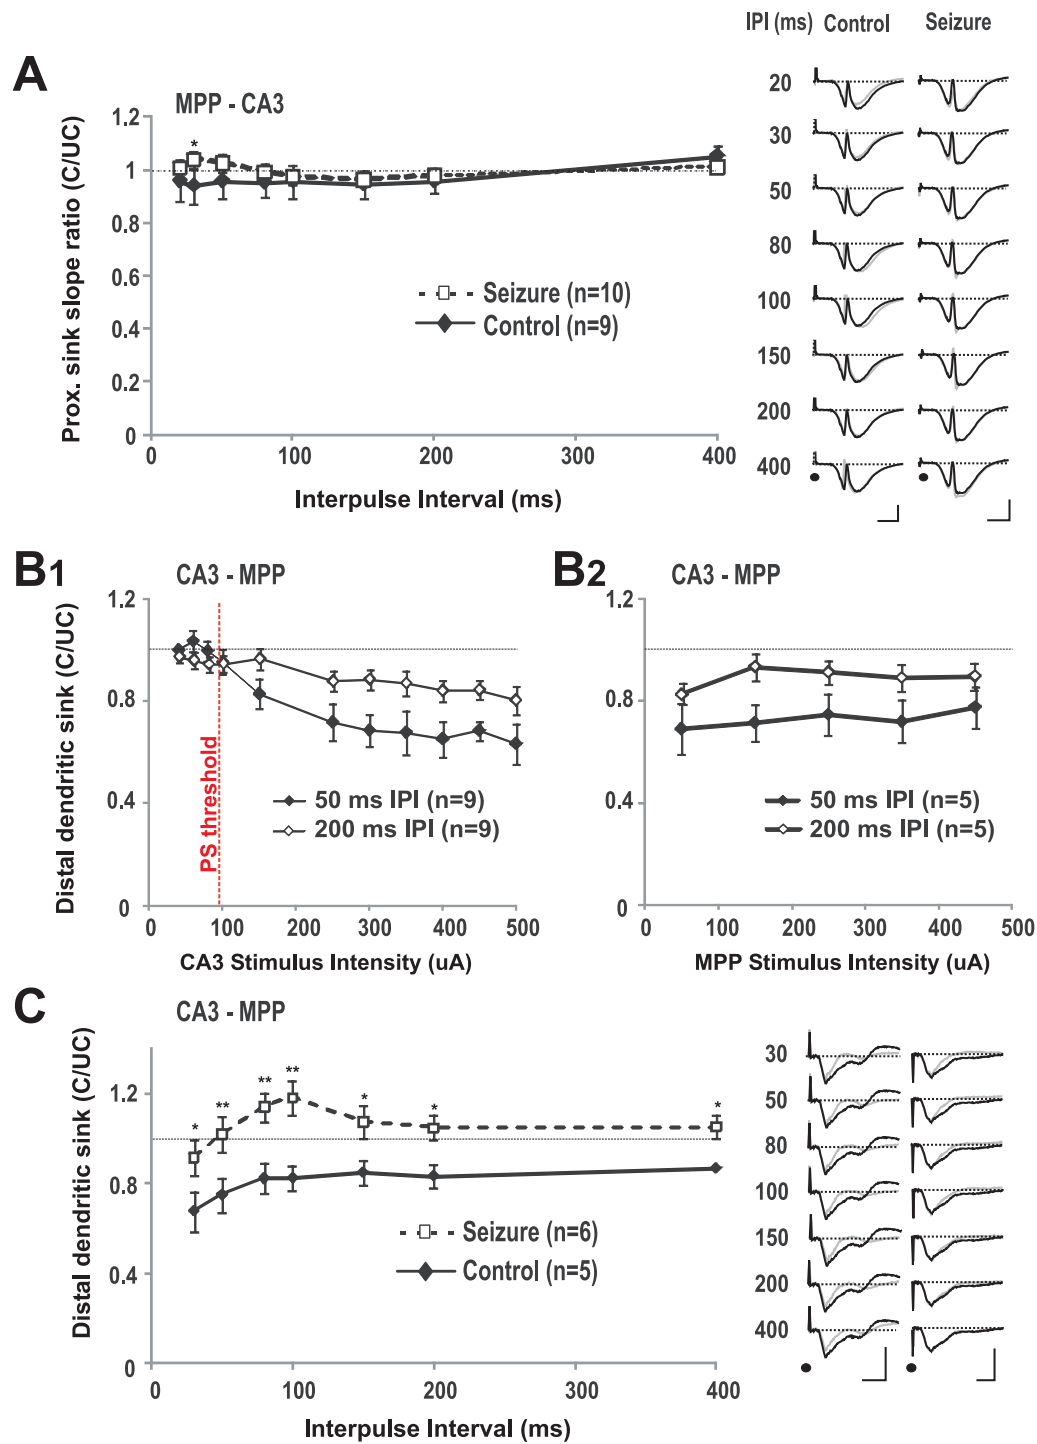 IPI (ms) Control Seizure
A
MPP - CA3
Prox. sink slope ratio (C/UC)
1.2
1
0.8
0.6
0.4
0.2
0
*
Seizure (n=10)
Control (n=9)
0 100 200 300 400
Interpulse Interval (ms)
20
30
50
80
100
150
200
400
B1
CA3 - MPP
Distal dendritic sink (C/UC)
1.2
0.8
0.4
0
PS threshold
50 ms IPI (n=9)
200 ms IPI (n=9)
0 100 200 300 400 500
CA3 Stimulus Intensity (uA)
B2
CA3 - MPP
1.2
0.8
0.4
0
50 ms IPI (n=5)
200 ms IPI (n=5)
0 100 200 300 400 500
MPP Stimulus Intensity (uA)
C
CA3 - MPP
Distal dendritic sink (C/UC)
1.2
0.8
0.4
0
* ** ** ** * * *
Seizure (n=6)
Control (n=5)
0 100 200 300 400
Interpulse Interval (ms)
30
50
80
100
150
200
400